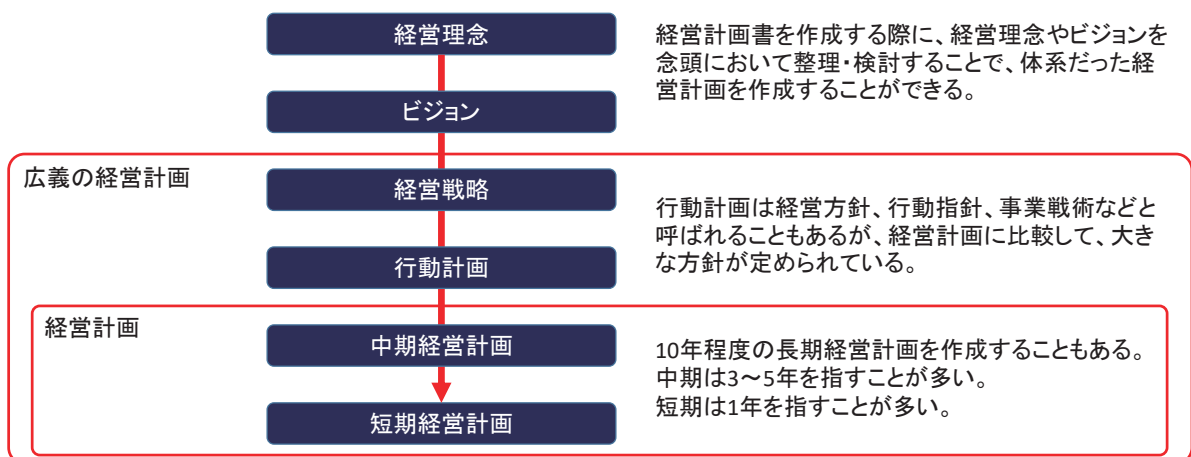 経営理念
経営計画書を作成する際に、経営理念やビジョンを
念頭において整理・検討することで、体系だった経
営計画を作成することができる。
ビジョン
広義の経営計画
経営戦略
行動計画は経営方針、行動指針、事業戦術などと
呼ばれることもあるが、経営計画に比較して、大き
な方針が定められている。
行動計画
経営計画
中期経営計画
10年程度の長期経営計画を作成することもある。
中期は3～5年を指すことが多い。
短期は1年を指すことが多い。
短期経営計画